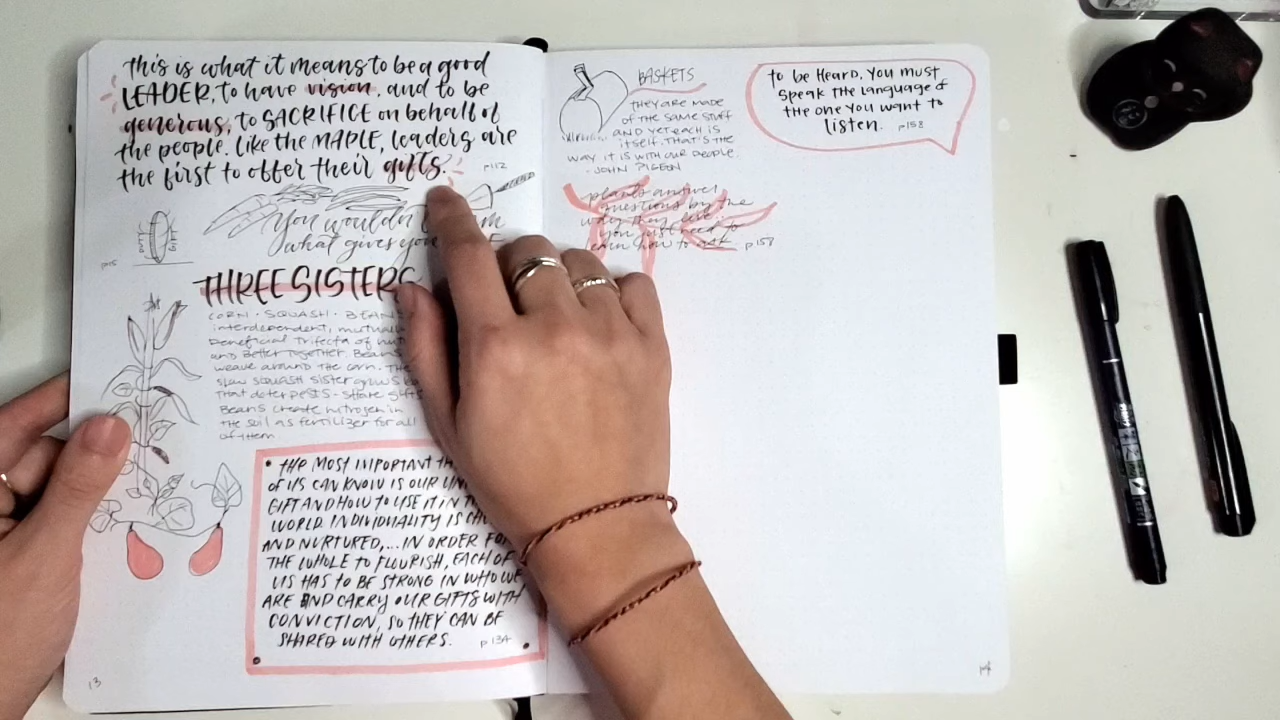 this is what it means to be a good
LEADER, to have vision, and to be
generous, to SACRIFICE on behalf of
the people. Like the MAPLE, leaders are
the first to offer their gifts.
p112
You wouldn't
what gives you
p115
THREE SISTERS
CORN · SQUASH · BEANS
interdependent, mutually
beneficial trifecta of
and Better together. Beans
weave around the corn. The
slow squash sister grows
that deter pests - share gifts
Beans create nitrogen in
the soil as fertilizer for all
of them
• THE MOST IMPORTANT
OF US CAN KNOW IS OUR
GIFT AND HOW TO USE IT IN
WORLD. INDIVIDUALITY IS
AND NURTURED,... IN ORDER FOR
THE WHOLE TO FLOURISH, EACH OF
US HAS TO BE STRONG IN WHO WE
ARE AND CARRY OUR GIFTS WITH
CONVICTION, SO THEY CAN BE
SHARED WITH OTHERS.
p 134
13
BASKETS
THEY ARE MADE
OF THE SAME STUFF
AND YET EACH IS
ITSELF. THAT'S THE
WAY IT IS WITH OUR PEOPLE.
- JOHN PIGEON
plants answer
questions by the
way they live..
you just need to
learn how to ask
p 158
to be Heard, you must
speak the language of
the one you want to
listen.
p 158
14